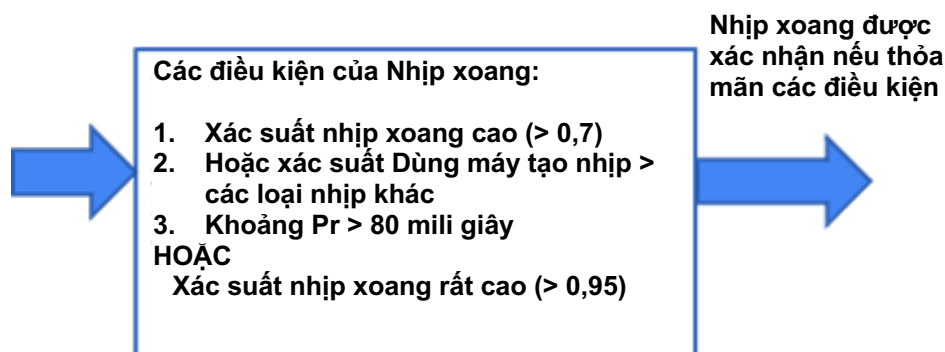 Nhịp xoang được
xác nhận nếu thỏa
mãn các điều kiện
Các điều kiện của Nhịp xoang:
1. Xác suất nhịp xoang cao (> 0,7)
2. Hoặc xác suất Dùng máy tạo nhịp >
các loại nhịp khác
3. Khoảng Pr > 80 mili giây
HOẶC
Xác suất nhịp xoang rất cao (> 0,95)